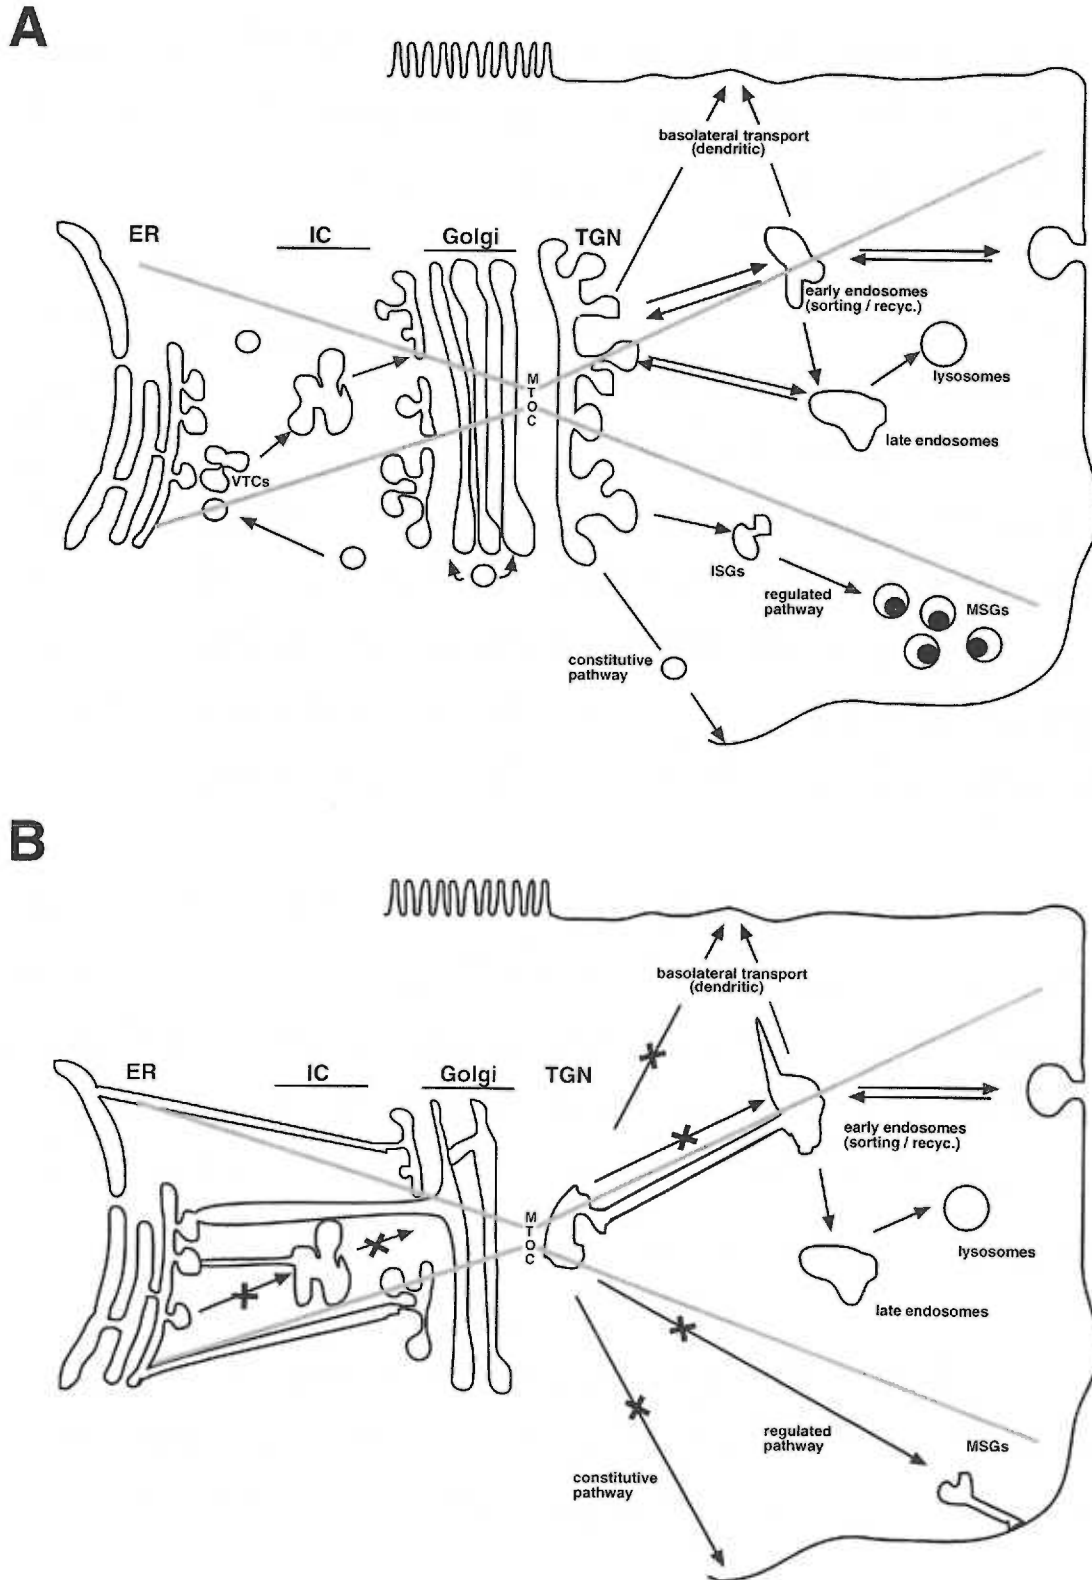 A
basolateral transport
(dendritic)
ER
IC
Golgi
TGN
early endosomes
(sorting / recyc.)
M
T
O
C
lysosomes
late endosomes
VTCs
ISGs
regulated
pathway
MSGs
constitutive
pathway
B
basolateral transport
(dendritic)
ER
IC
Golgi
TGN
early endosomes
(sorting / recyc.)
M
T
O
C
lysosomes
late endosomes
regulated
pathway
MSGs
constitutive
pathway